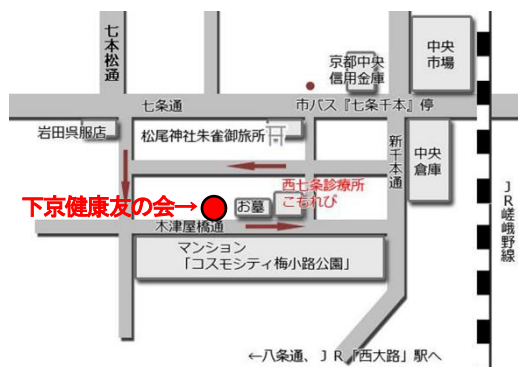 七本松通
京都中央
信用金庫
中央
市場
七条通
市バス『七条千本』停
岩田呉服店
松尾神社朱雀御旅所
新千本通
中央
倉庫
西七条診療所
こもれび
下京健康友の会→
お墓
木津屋橋通
マンション
「コスモシティ梅小路公園」
JR嵯峨野線
←八条通、JR『西大路』駅へ